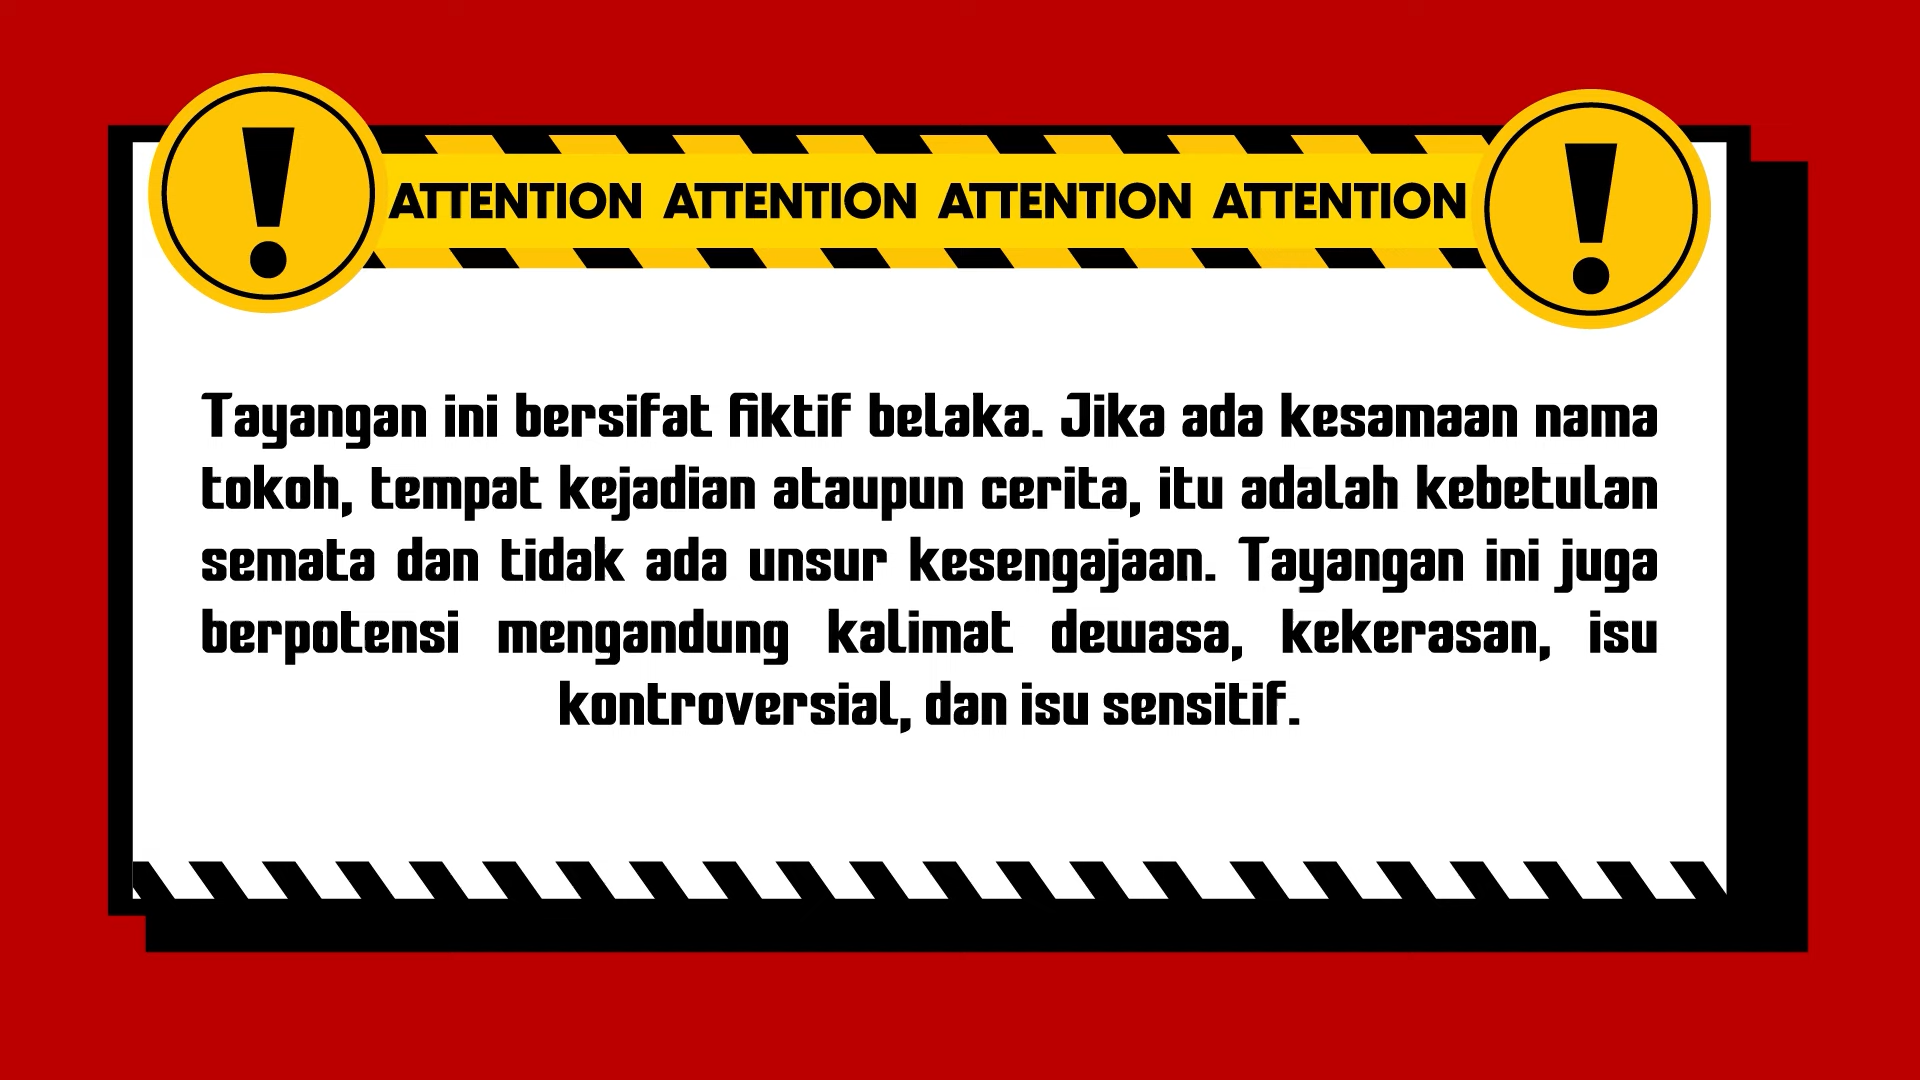 ATTENTION ATTENTION ATTENTION ATTENTION
Tayangan ini bersifat fiktif belaka. Jika ada kesamaan nama
tokoh, tempat kejadian ataupun cerita, itu adalah kebetulan
semata dan tidak ada unsur kesengajaan. Tayangan ini juga
berpotensi mengandung kalimat dewasa, kekerasan, isu
kontroversial, dan isu sensitif.